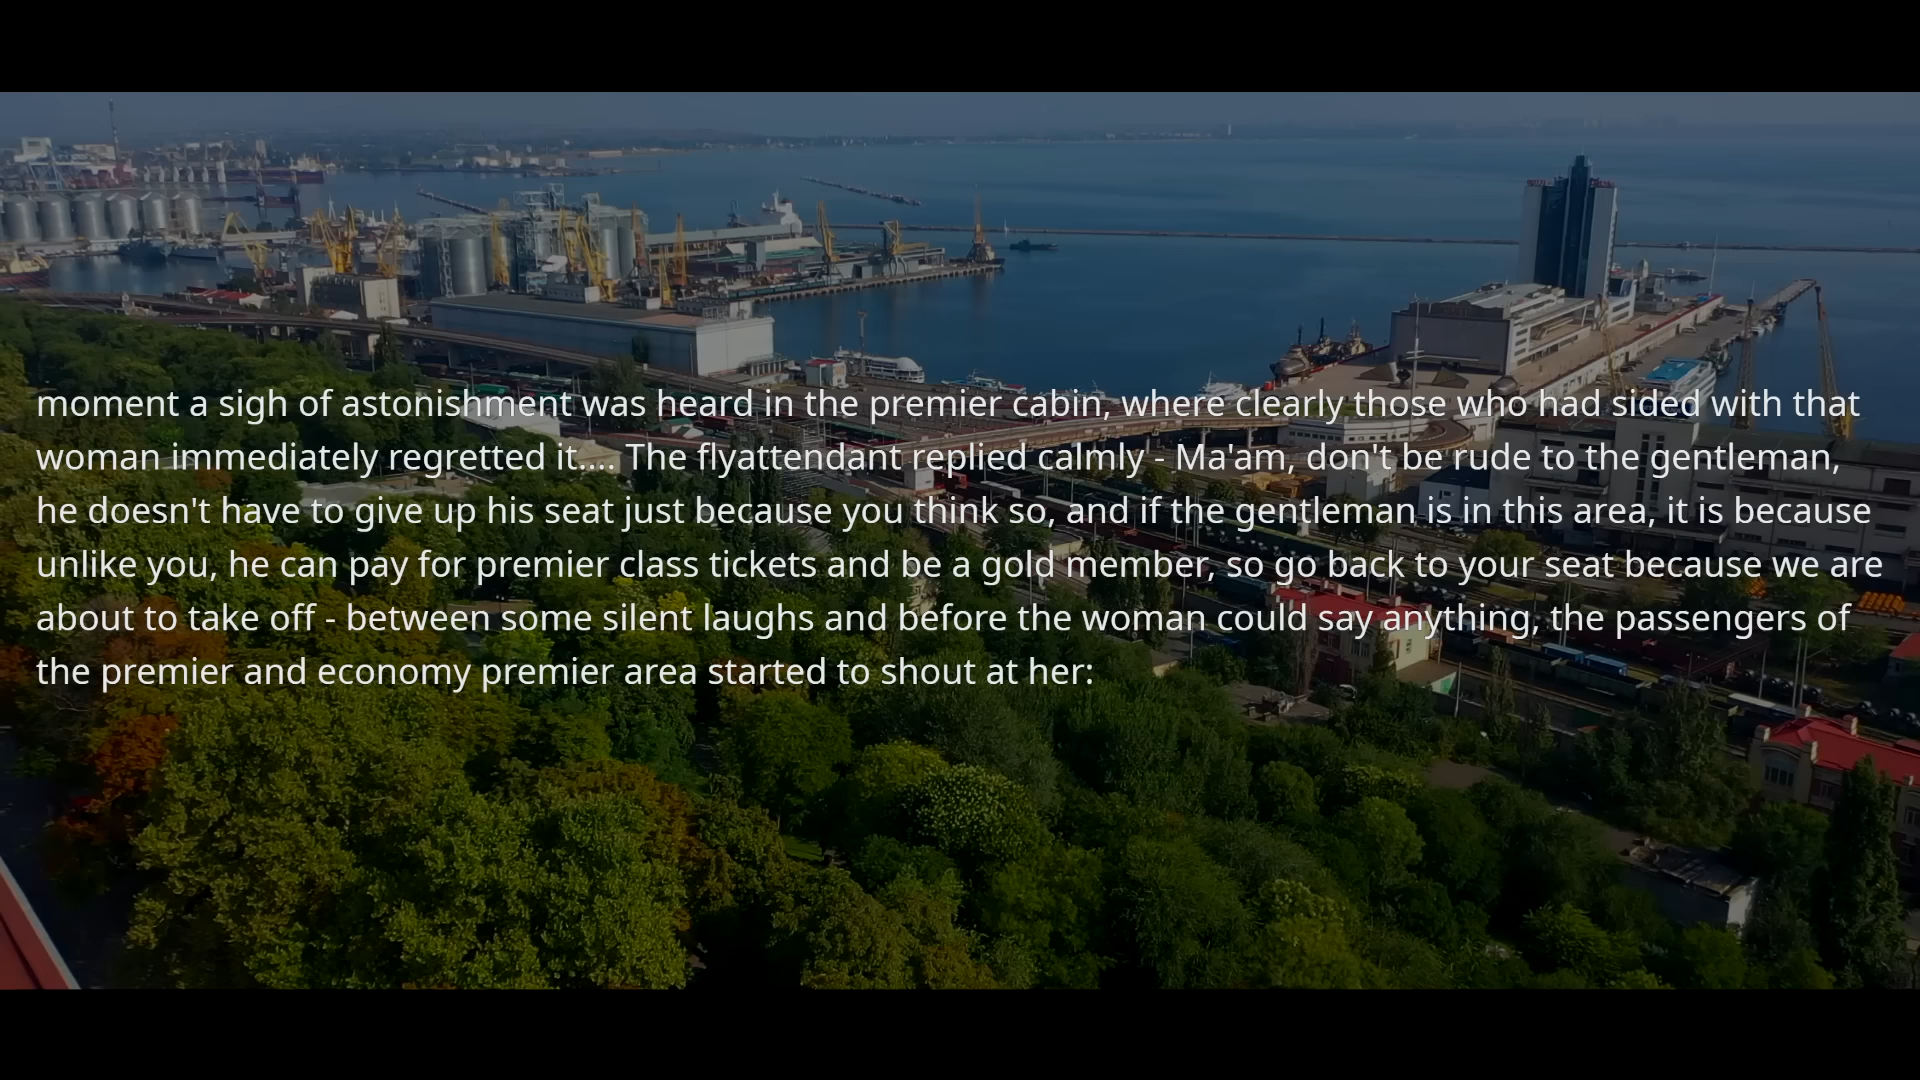 moment a sigh of astonishment was heard in the premier cabin, where clearly those who had sided with that
woman immediately regretted it.... The flyattendant replied calmly - Ma'am, don't be rude to the gentleman,
he doesn't have to give up his seat just because you think so, and if the gentleman is in this area, it is because
unlike you, he can pay for premier class tickets and be a gold member, so go back to your seat because we are
about to take off - between some silent laughs and before the woman could say anything, the passengers of
the premier and economy premier area started to shout at her: